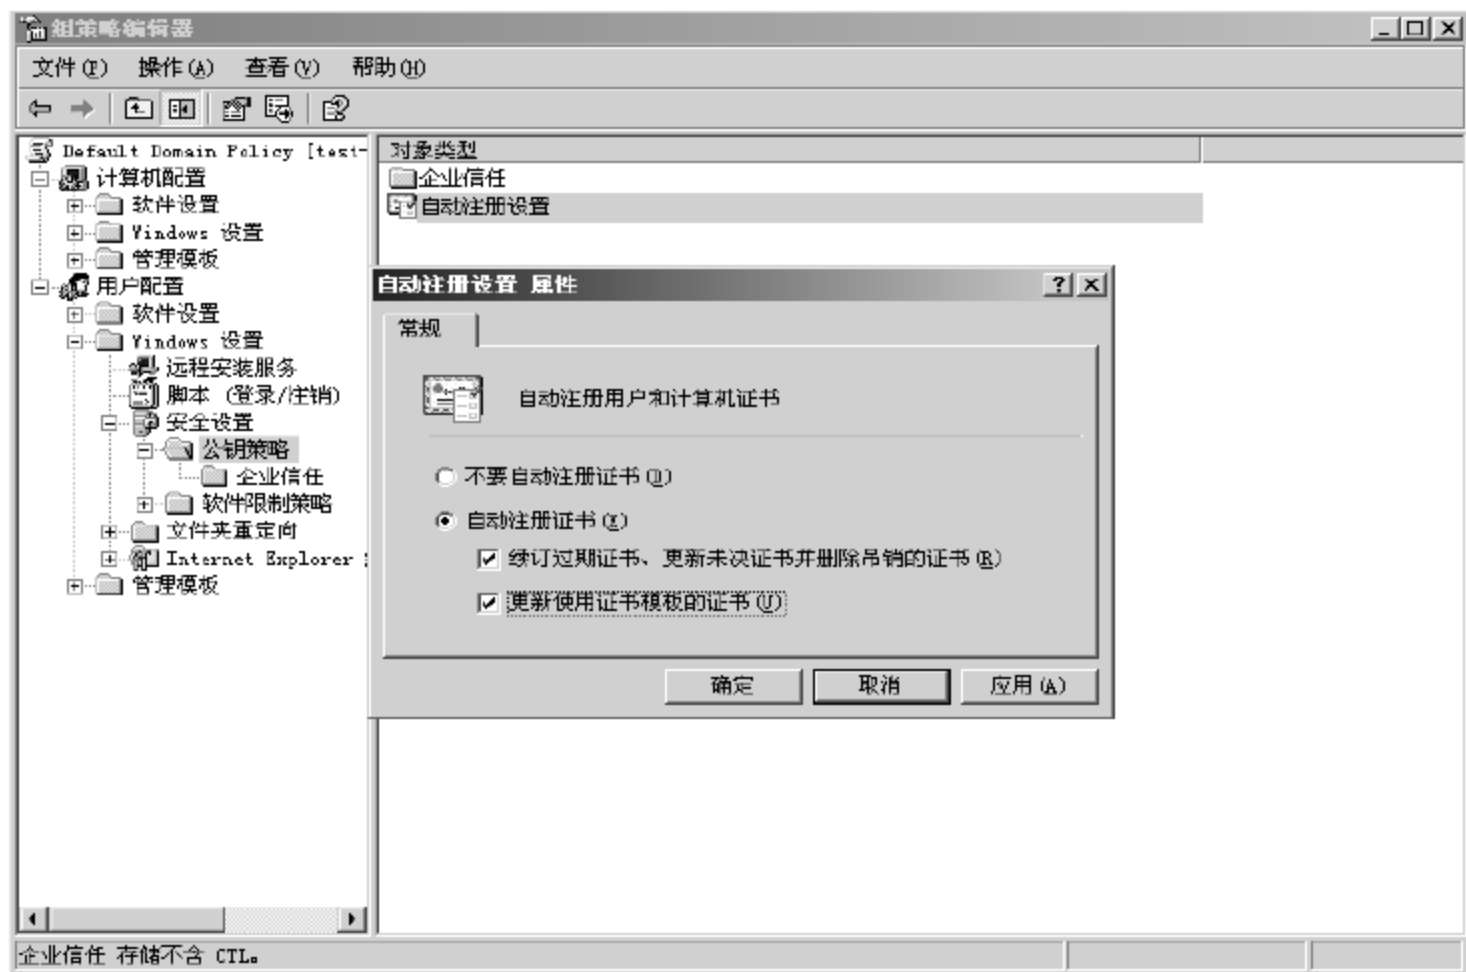 组策略编辑器
文件(F) 操作(A) 查看(V) 帮助(H)
Default Domain Policy [test-
计算机配置
软件设置
Windows 设置
管理模板
用户配置
软件设置
Windows 设置
远程安装服务
脚本 (登录/注销)
安全设置
公钥策略
企业信任
软件限制策略
文件夹重定向
Internet Explorer
管理模板
对象类型
企业信任
自动注册设置
自动注册设置 属性
常规
自动注册用户和计算机证书
不要自动注册证书(D)
自动注册证书(E)
续订过期证书、更新未决证书并删除吊销的证书(R)
更新使用证书模板的证书(U)
确定 取消 应用(A)
企业信任 存储不含 CTL。